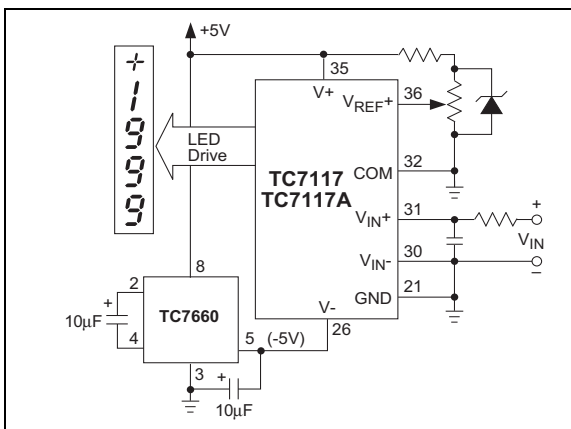 +5V
35
V+
36
VREF+
LED
Drive
TC7117
TC7117A
COM
32
31
VIN+
+
VIN
–
30
VIN-
21
GND
V-
26
8
2
+
10µF
4
TC7660
5
(-5V)
3
+
10µF
+1999